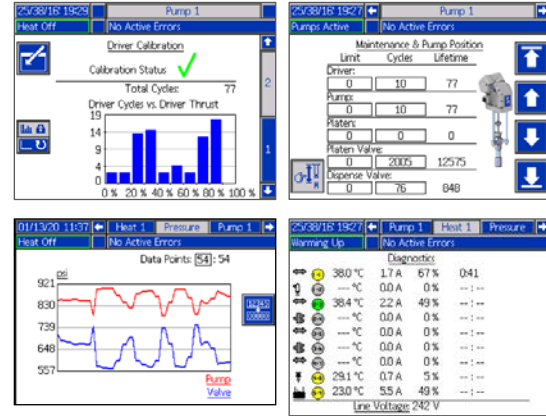 25/38/16 19:29 Pump 1
Heat Off No Active Errors
Driver Calibration
Calibration Status
Total Cycles: 77
Driver Cycles vs. Driver Thrust
19
14
9
4
0
0 % 20 % 40 % 60 % 80 % 100 %
2
1
25/38/16 19:27 Pump 1
Pumps Active No Active Errors
Maintenance & Pump Position
Limit Cycles Lifetime
Driver:
0 10 77
Pump:
0 10 77
Platen:
0 0 0
Platen Valve:
0 2005 12575
Dispense Valve:
0 76 848
01/13/20 11:37 Heat 1 Pressure Pump 1
Heat Off No Active Errors
Data Points: 54 : 54
psi
921
830
739
648
557
Pump
Valve
12345
00000
25/38/16 19:27 Pump 1 Heat 1 Pressure
Warming Up No Active Errors
Diagnostics
38.0 °C 1.7 A 67 % 0:41
--- °C 0.0 A 0 % -- : --
38.4 °C 2.2 A 49 % -- : --
--- °C 0.0 A 0 % -- : --
--- °C 0.0 A 0 % -- : --
--- °C 0.0 A 0 % -- : --
29.1 °C 0.7 A 5 % -- : --
23.0 °C 5.5 A 49 % -- : --
Line Voltage: 242 V